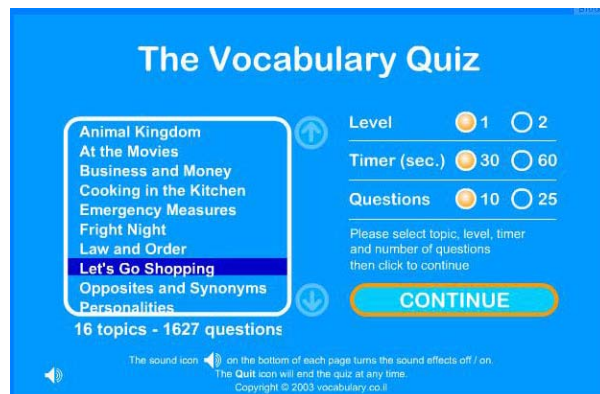 The Vocabulary Quiz
Animal Kingdom
At the Movies
Business and Money
Cooking in the Kitchen
Emergency Measures
Fright Night
Law and Order
Let's Go Shopping
Opposites and Synonyms
Personalities
16 topics - 1627 questions
Level 1 2
Timer (sec.) 30 60
Questions 10 25
Please select topic, level, timer
and number of questions
then click to continue
CONTINUE
The sound icon on the bottom of each page turns the sound effects off / on.
The Quit icon will end the quiz at any time.
Copyright © 2003 vocabulary.co.il